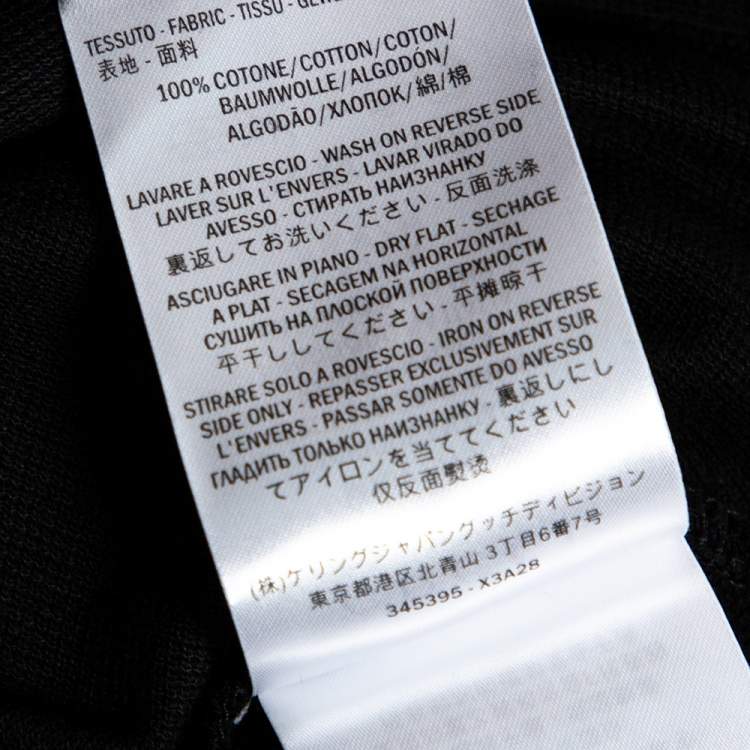 TESSUTO - FABRIC - TISSU -
表地 - 面料
100% COTONE/COTTON/COTON/
BAUMWOLLE/ALGODÓN/
ALGODÃO/ХЛОПОК/綿/棉
LAVARE A ROVESCIO - WASH ON REVERSE SIDE
LAVER SUR L'ENVERS - LAVAR VIRADO DO
AVESSO - СТИРАТЬ НАИЗНАНКУ
裏返してお洗いください - 反面洗涤
ASCIUGARE IN PIANO - DRY FLAT - SECHAGE
A PLAT - SECAGEM NA HORIZONTAL
СУШИТЬ НА ПЛОСКОЙ ПОВЕРХНОСТИ
平干ししてください - 平摊晾干
STIRARE SOLO A ROVESCIO - IRON ON REVERSE
SIDE ONLY - REPASSER EXCLUSIVEMENT SUR
L'ENVERS - PASSAR SOMENTE DO AVESSO
ГЛАДИТЬ ТОЛЬКО НАИЗНАНКУ - 裏返しにし
てアイロンを当ててください
仅反面熨烫
(株)ケリングジャパングッチディビジョン
東京都港区北青山 3丁目6番7号
345395 - X3A28